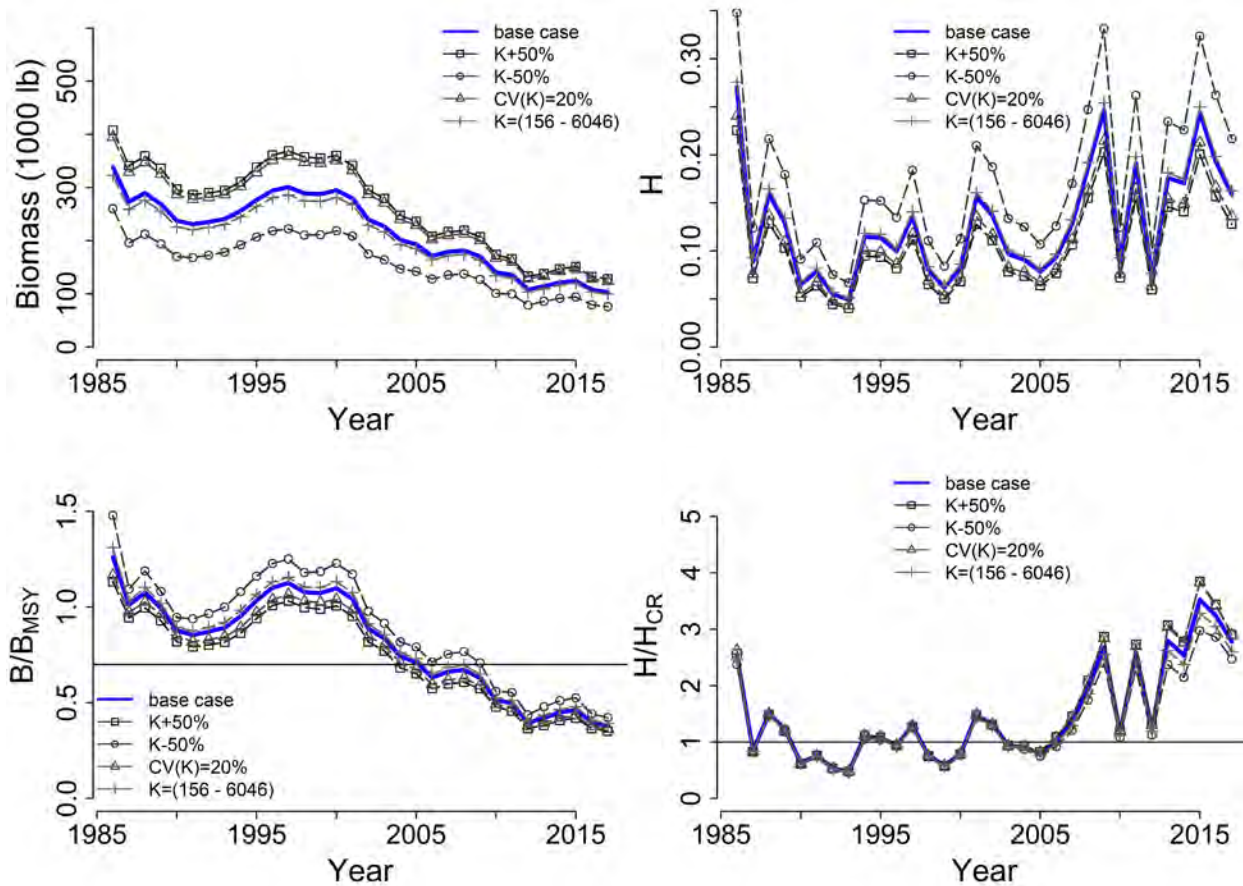 Biomass (1000 lb)
500
300
100
0
base case
K+50%
K-50%
CV(K)=20%
K=(156 - 6046)
1985 1995 2005 2015
Year
H
0.30
0.20
0.10
0.00
base case
K+50%
K-50%
CV(K)=20%
K=(156 - 6046)
1985 1995 2005 2015
Year
B/BMSY
1.5
1.0
0.5
0.0
base case
K+50%
K-50%
CV(K)=20%
K=(156 - 6046)
1985 1995 2005 2015
Year
H/HCR
5
4
3
2
1
0
base case
K+50%
K-50%
CV(K)=20%
K=(156 - 6046)
1985 1995 2005 2015
Year